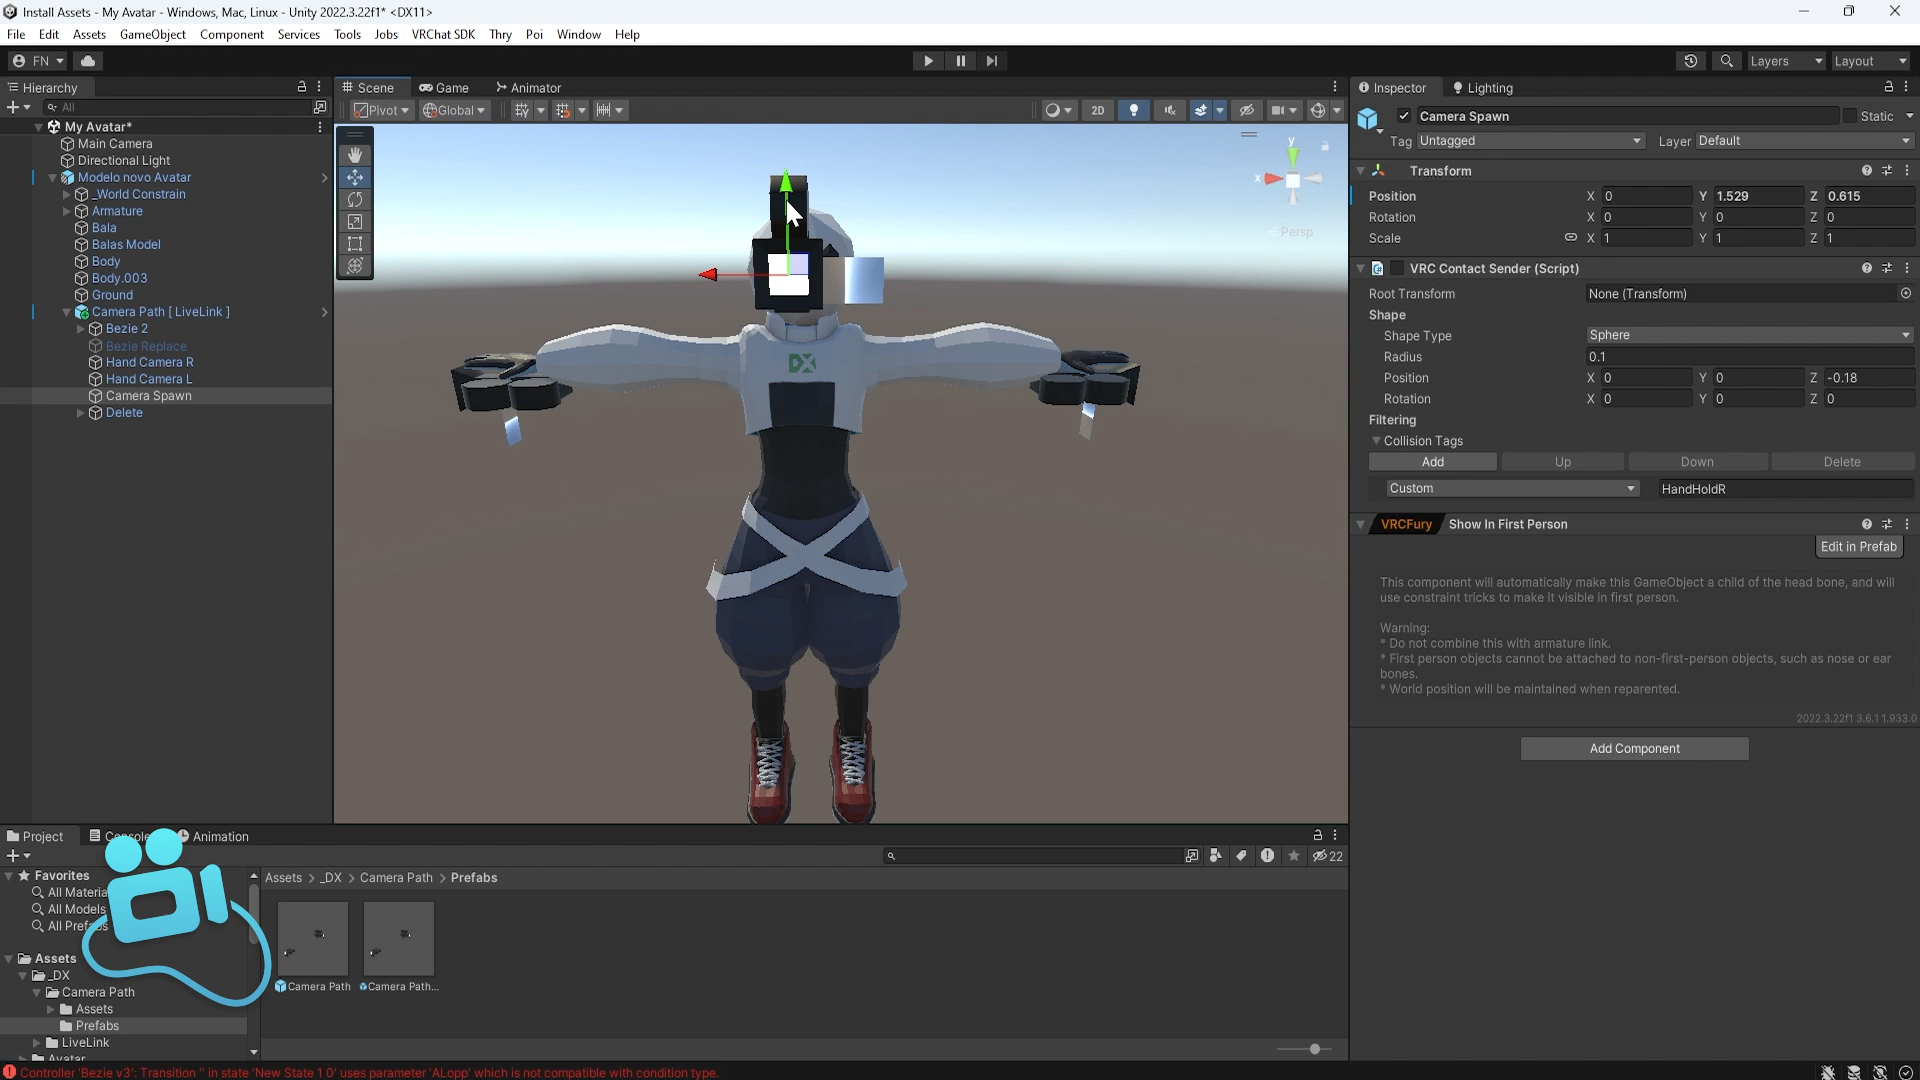 Install Assets - My Avatar - Windows, Mac, Linux - Unity 2022.3.22f1* <DX11>
File Edit Assets GameObject Component Services Tools Jobs VRChat SDK Thry Poi Window Help
FN
Layers Layout
Hierarchy
All
My Avatar*
Main Camera
Directional Light
Modelo novo Avatar
_World Constrain
Armature
Bala
Balas Model
Body
Body.003
Ground
Camera Path [ LiveLink ]
Bezie 2
Bezie Replace
Hand Camera R
Hand Camera L
Camera Spawn
Delete
Scene Game Animator
Pivot Global 2D
y
x
Persp
DX
Inspector Lighting
Camera Spawn Static
Tag Untagged Layer Default
Transform
Position X 0 Y 1.529 Z 0.615
Rotation X 0 Y 0 Z 0
Scale X 1 Y 1 Z 1
VRC Contact Sender (Script)
Root Transform None (Transform)
Shape
Shape Type Sphere
Radius 0.1
Position X 0 Y 0 Z -0.18
Rotation X 0 Y 0 Z 0
Filtering
Collision Tags
Add Up Down Delete
Custom HandHoldR
VRCFury Show In First Person
Edit in Prefab
This component will automatically make this GameObject a child of the head bone, and will
use constraint tricks to make it visible in first person.
Warning:
* Do not combine this with armature link.
* First person objects cannot be attached to non-first-person objects, such as nose or ear
bones.
* World position will be maintained when reparented.
2022.3.22f1 3.6.1 1.933.0
Add Component
Project Console Animation
22
Favorites
All Materia
All Models
All Prefabs
Assets
_DX
Camera Path
Assets
Prefabs
LiveLink
Avatar
Assets > _DX > Camera Path > Prefabs
Camera Path Camera Path...
Controller 'Bezie v3': Transition '' in state 'New State 1 0' uses parameter 'ALopp' which is not compatible with condition type.